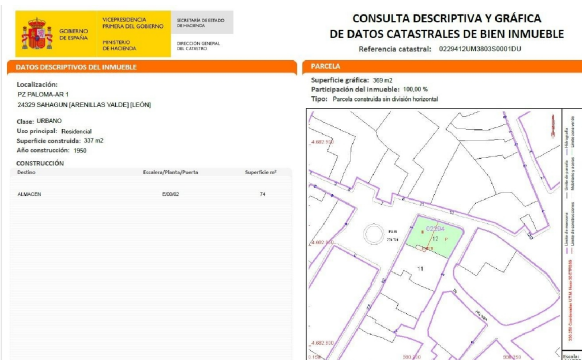 GOBIERNO
DE ESPAÑA
VICEPRESIDENCIA
PRIMERA DEL GOBIERNO
MINISTERIO
DE HACIENDA
SECRETARÍA DE ESTADO
DE HACIENDA
DIRECCIÓN GENERAL
DEL CATASTRO
CONSULTA DESCRIPTIVA Y GRÁFICA
DE DATOS CATASTRALES DE BIEN INMUEBLE
Referencia catastral: 0229412UM3803S0001DU
DATOS DESCRIPTIVOS DEL INMUEBLE
Localización:
PZ PALOMA-AR 1
24329 SAHAGUN [ARENILLAS VALDE] [LEÓN]
Clase: URBANO
Uso principal: Residencial
Superficie construida: 337 m2
Año construcción: 1950
CONSTRUCCIÓN
Destino Escalera/Planta/Puerta Superficie m²
ALMACEN E/00/02 74
PARCELA
Superficie gráfica: 369 m2
Participación del inmueble: 100,00 %
Tipo: Parcela construida sin división horizontal
02294
12
11